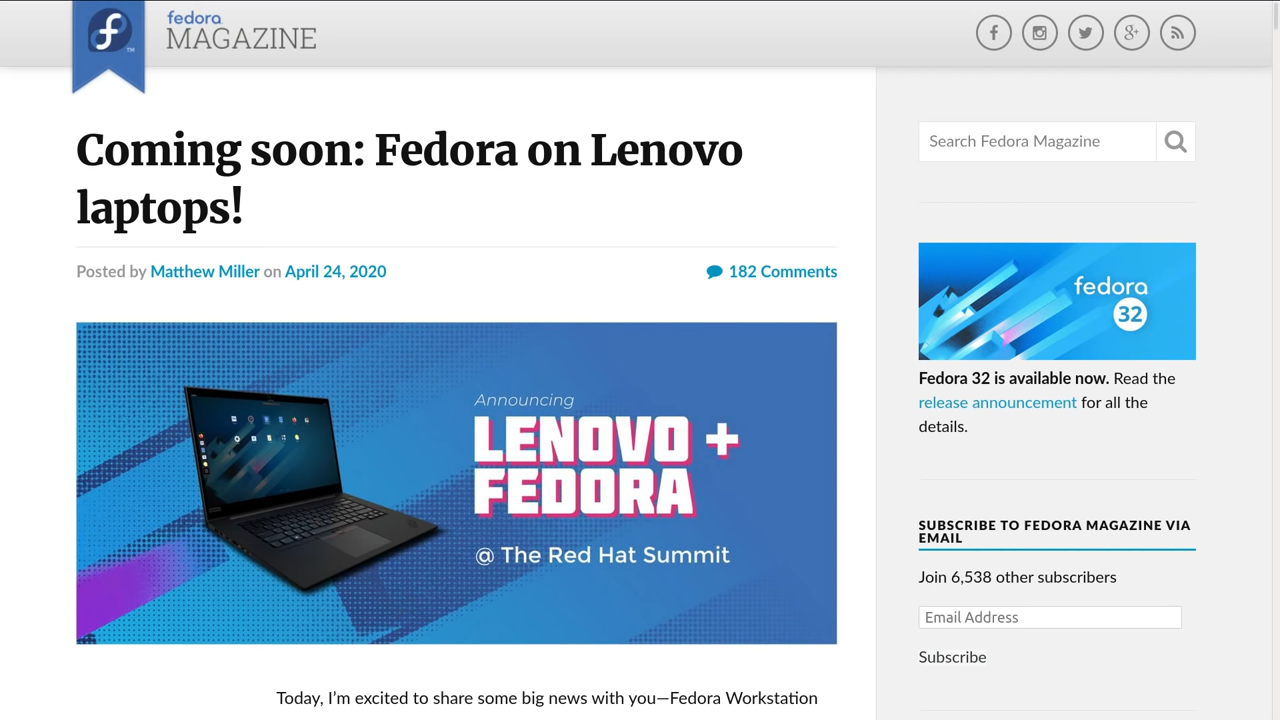 fedora
MAGAZINE
TM
Coming soon: Fedora on Lenovo
laptops!
Posted by Matthew Miller on April 24, 2020
182 Comments
Announcing
LENOVO +
FEDORA
@ The Red Hat Summit
Today, I’m excited to share some big news with you—Fedora Workstation
Search Fedora Magazine
fedora
32
Fedora 32 is available now. Read the
release announcement for all the
details.
SUBSCRIBE TO FEDORA MAGAZINE VIA
EMAIL
Join 6,538 other subscribers
Email Address
Subscribe